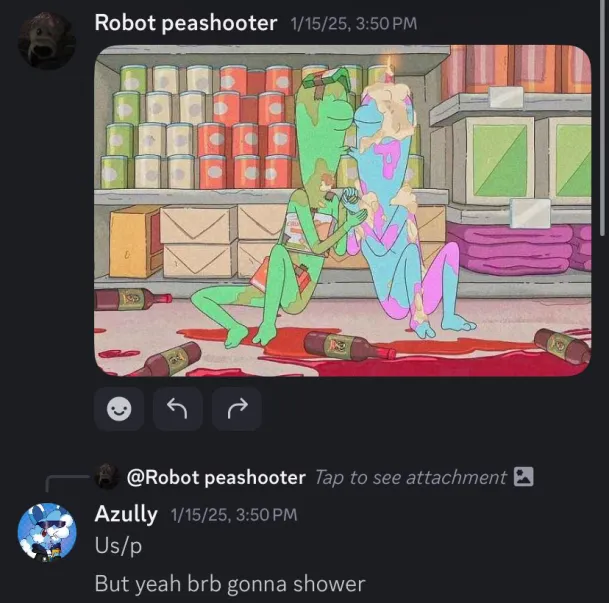 Robot peashooter 1/15/25, 3:50 PM
@Robot peashooter Tap to see attachment
Azully 1/15/25, 3:50 PM
Us/p
But yeah brb gonna shower